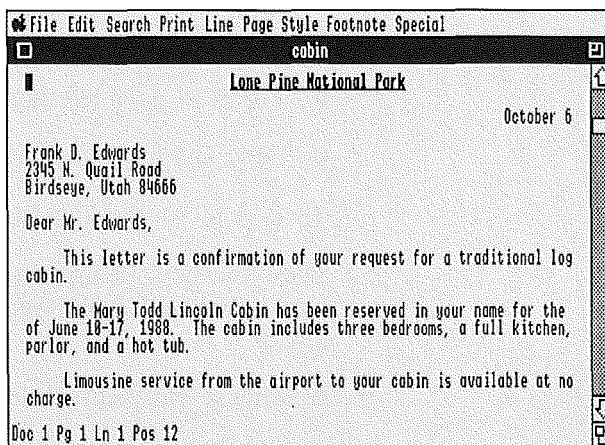 File Edit Search Print Line Page Style Footnote Special
cabin
Lone Pine National Park
October 6
Frank D. Edwards
2345 N. Quail Road
Birdseye, Utah 84666
Dear Mr. Edwards,
This letter is a confirmation of your request for a traditional log
cabin.
The Mary Todd Lincoln Cabin has been reserved in your name for the
of June 10-17, 1988. The cabin includes three bedrooms, a full kitchen,
parlor, and a hot tub.
Limousine service from the airport to your cabin is available at no
charge.
Doc 1 Pg 1 Ln 1 Pos 12